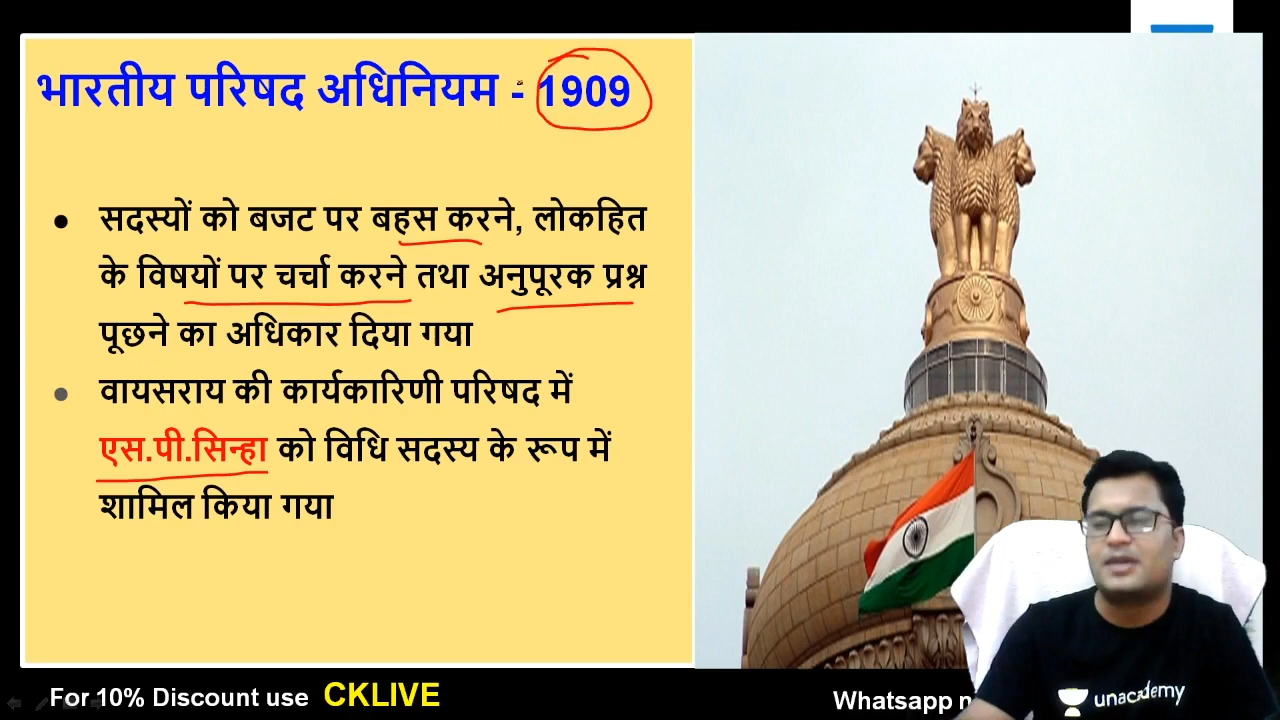 भारतीय परिषद अधिनियम - 1909
• सदस्यों को बजट पर बहस करने, लोकहित
के विषयों पर चर्चा करने तथा अनुपूरक प्रश्न
पूछने का अधिकार दिया गया
• वायसराय की कार्यकारिणी परिषद में
एस.पी.सिन्हा को विधि सदस्य के रूप में
शामिल किया गया
For 10% Discount use CKLIVE
Whatsapp n
unacademy